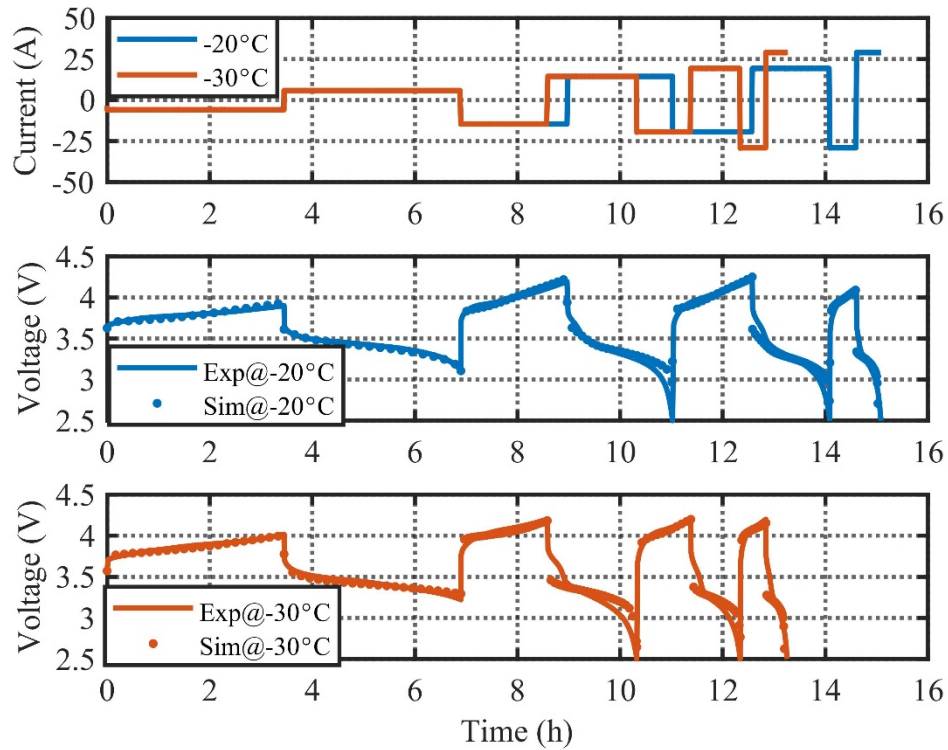 Current (A)
50
25
0
-25
-50
-20°C
-30°C
0 2 4 6 8 10 12 14 16
Voltage (V)
4.5
4
3.5
3
2.5
Exp@-20°C
Sim@-20°C
0 2 4 6 8 10 12 14 16
Voltage (V)
4.5
4
3.5
3
2.5
Exp@-30°C
Sim@-30°C
0 2 4 6 8 10 12 14 16
Time (h)